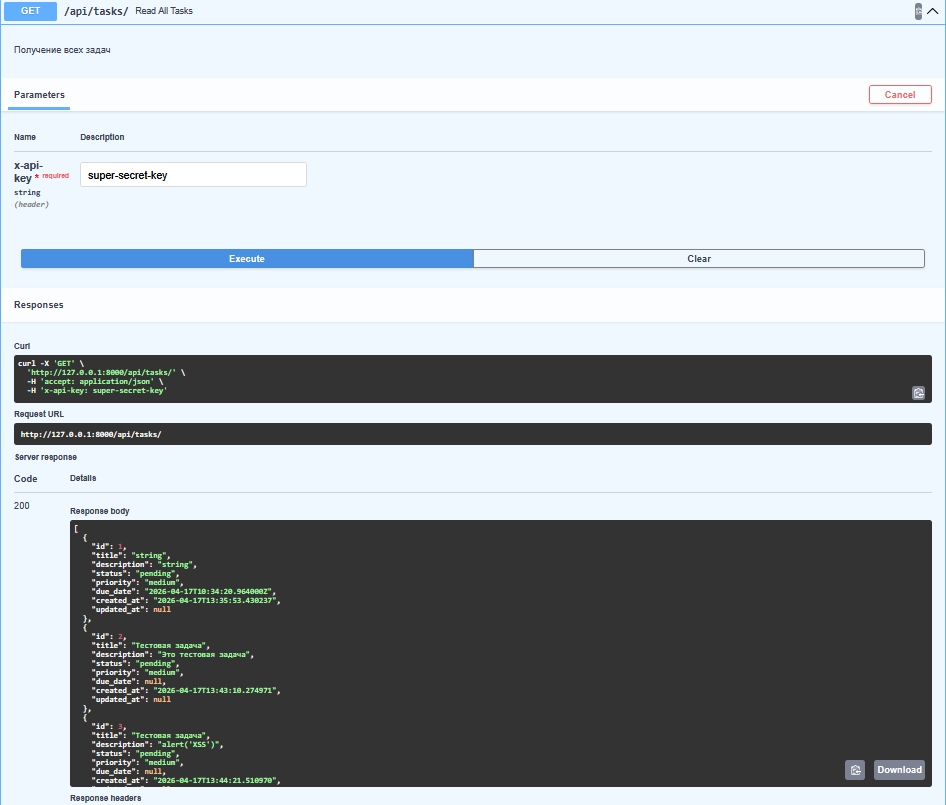 GET /api/tasks/ Read All Tasks
Получение всех задач
Parameters
Cancel
Name Description
x-api-key * required
string
(header)
super-secret-key
Execute
Clear
Responses
Curl
curl -X 'GET' \
'http://127.0.0.1:8000/api/tasks/' \
-H 'accept: application/json' \
-H 'x-api-key: super-secret-key'
Request URL
http://127.0.0.1:8000/api/tasks/
Server response
Code Details
200
Response body
[
{
"id": 1,
"title": "string",
"description": "string",
"status": "pending",
"priority": "medium",
"due_date": "2026-04-17T10:34:20.964000Z",
"created_at": "2026-04-17T13:35:53.430237",
"updated_at": null
},
{
"id": 2,
"title": "Тестовая задача",
"description": "Это тестовая задача",
"status": "pending",
"priority": "medium",
"due_date": null,
"created_at": "2026-04-17T13:43:10.274971",
"updated_at": null
},
{
"id": 3,
"title": "Тестовая задача",
"description": "alert('XSS')",
"status": "pending",
"priority": "medium",
"due_date": null,
"created_at": "2026-04-17T13:44:21.510970",
Download
Response headers